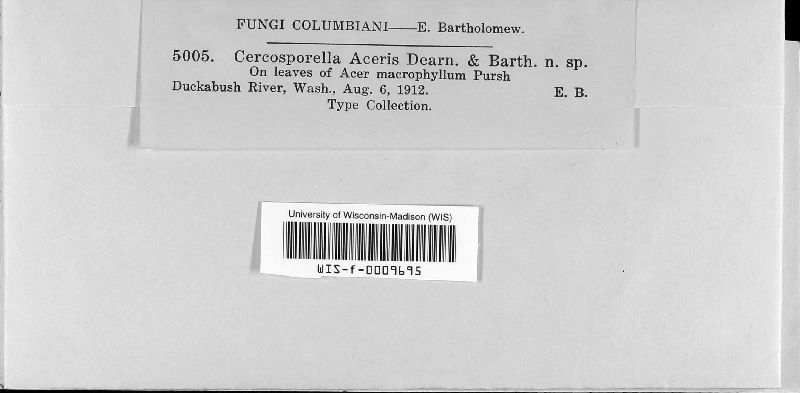 FUNGI COLUMBIANI——E. Bartholomew.
5005. Cercosporella Aceris Dearn. & Barth. n. sp.
On leaves of Acer macrophyllum Pursh
Duckabush River, Wash., Aug. 6, 1912. E. B.
Type Collection.
University of Wisconsin-Madison (WIS)
WIS-f-0009695